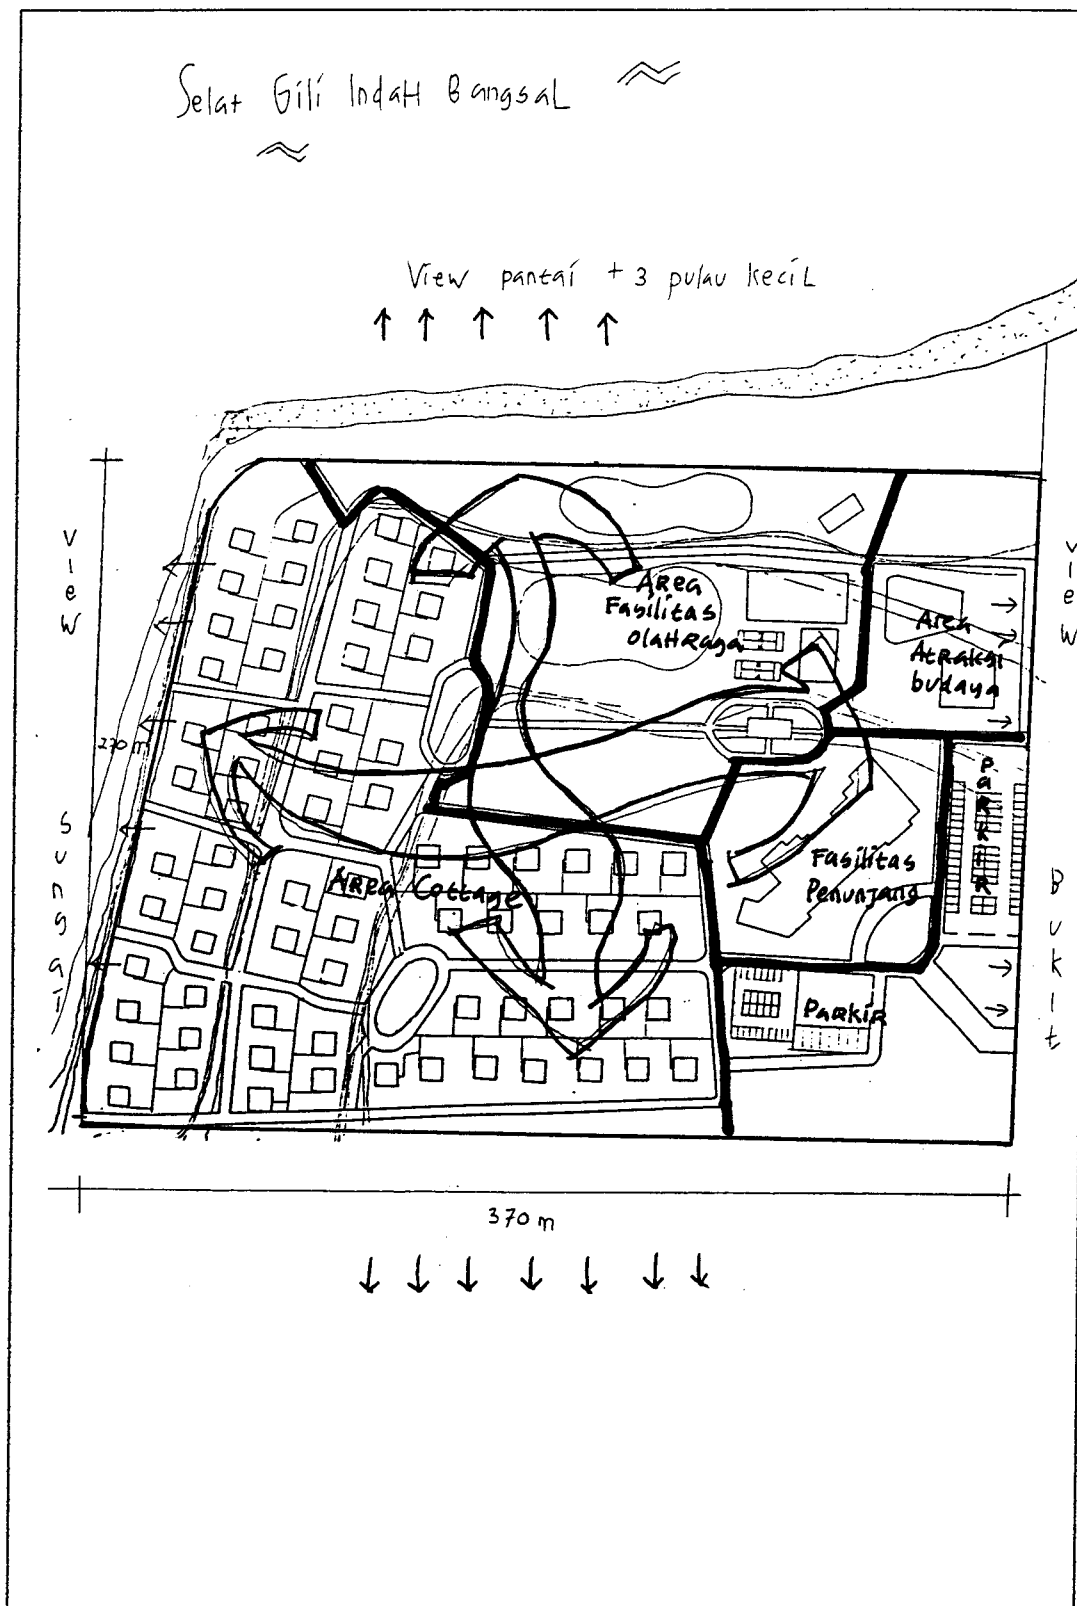 Selat Gili IndaH BangsaL
View pantai + 3 pulau keciL
View
Sungai
270 m
AReA
Fasilitas
OlaHRaga
Area
Atraksi
budaya
View
Bukit
PARKIR
Fasilitas
Penunjang
AReA Cottage
PaRKiR
370 m